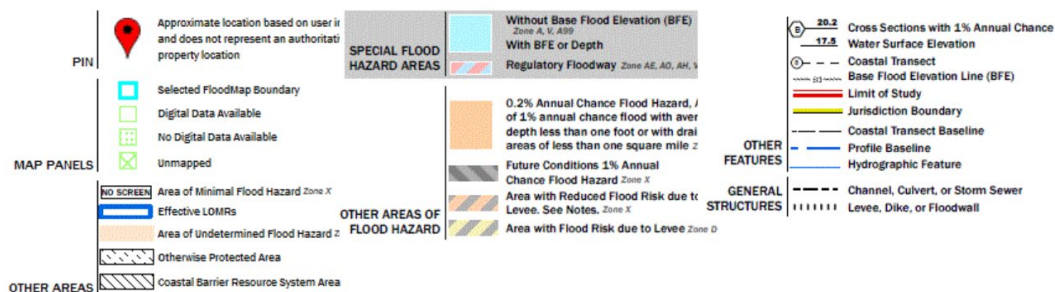 Approximate location based on user i
and does not represent an authoritati
property location
PIN
Selected FloodMap Boundary
Digital Data Available
No Digital Data Available
Unmapped
MAP PANELS
NO SCREEN Area of Minimal Flood Hazard Zone X
Effective LOMRs
Area of Undetermined Flood Hazard Z
Otherwise Protected Area
Coastal Barrier Resource System Area
OTHER AREAS
SPECIAL FLOOD
HAZARD AREAS
Without Base Flood Elevation (BFE)
Zone A, V, A99
With BFE or Depth
Regulatory Floodway Zone AE, AO, AH, V
0.2% Annual Chance Flood Hazard, A
of 1% annual chance flood with aver
depth less than one foot or with drai
areas of less than one square mile Z
Future Conditions 1% Annual
Chance Flood Hazard Zone X
Area with Reduced Flood Risk due to
Levee. See Notes. Zone X
Area with Flood Risk due to Levee Zone D
OTHER AREAS OF
FLOOD HAZARD
B 20.2 Cross Sections with 1% Annual Chance
17.5 Water Surface Elevation
8 Coastal Transect
513 Base Flood Elevation Line (BFE)
Limit of Study
Jurisdiction Boundary
Coastal Transect Baseline
Profile Baseline
Hydrographic Feature
OTHER
FEATURES
Channel, Culvert, or Storm Sewer
Levee, Dike, or Floodwall
GENERAL
STRUCTURES